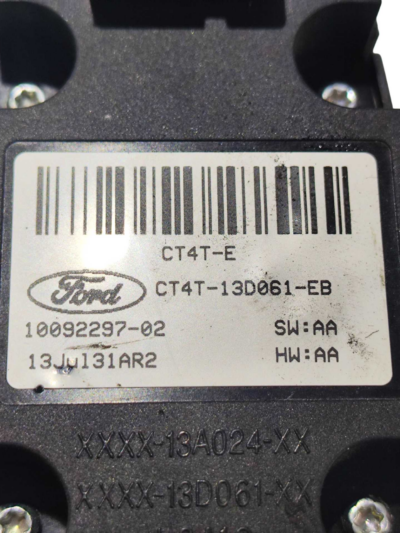 CT4T-E
Ford
CT4T-13D061-EB
10092297-02 SW:AA
13Jul31AR2 HW:AA
XXXX-13A024-XX
XXXX-13D061-XX